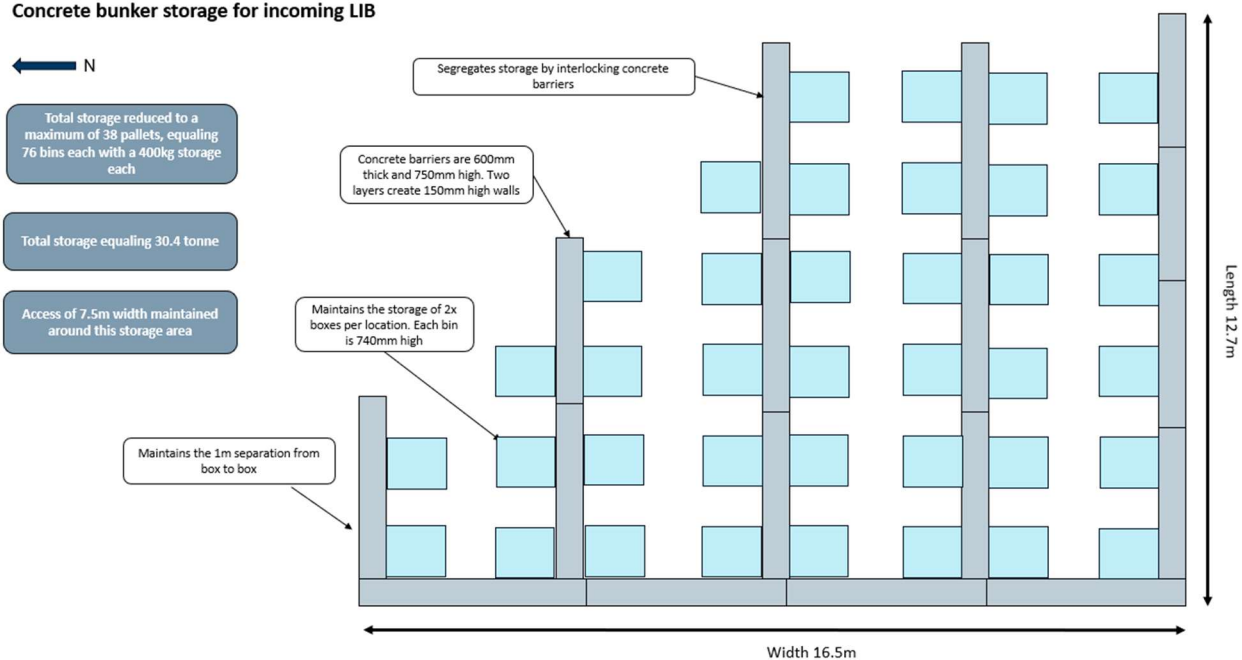 Concrete bunker storage for incoming LIB
N
Total storage reduced to a
maximum of 38 pallets, equaling
76 bins each with a 400kg storage
each
Total storage equaling 30.4 tonne
Access of 7.5m width maintained
around this storage area
Segregates storage by interlocking concrete
barriers
Concrete barriers are 600mm
thick and 750mm high. Two
layers create 150mm high walls
Maintains the storage of 2x
boxes per location. Each bin
is 740mm high
Maintains the 1m separation from
box to box
Length 12.7m
Width 16.5m